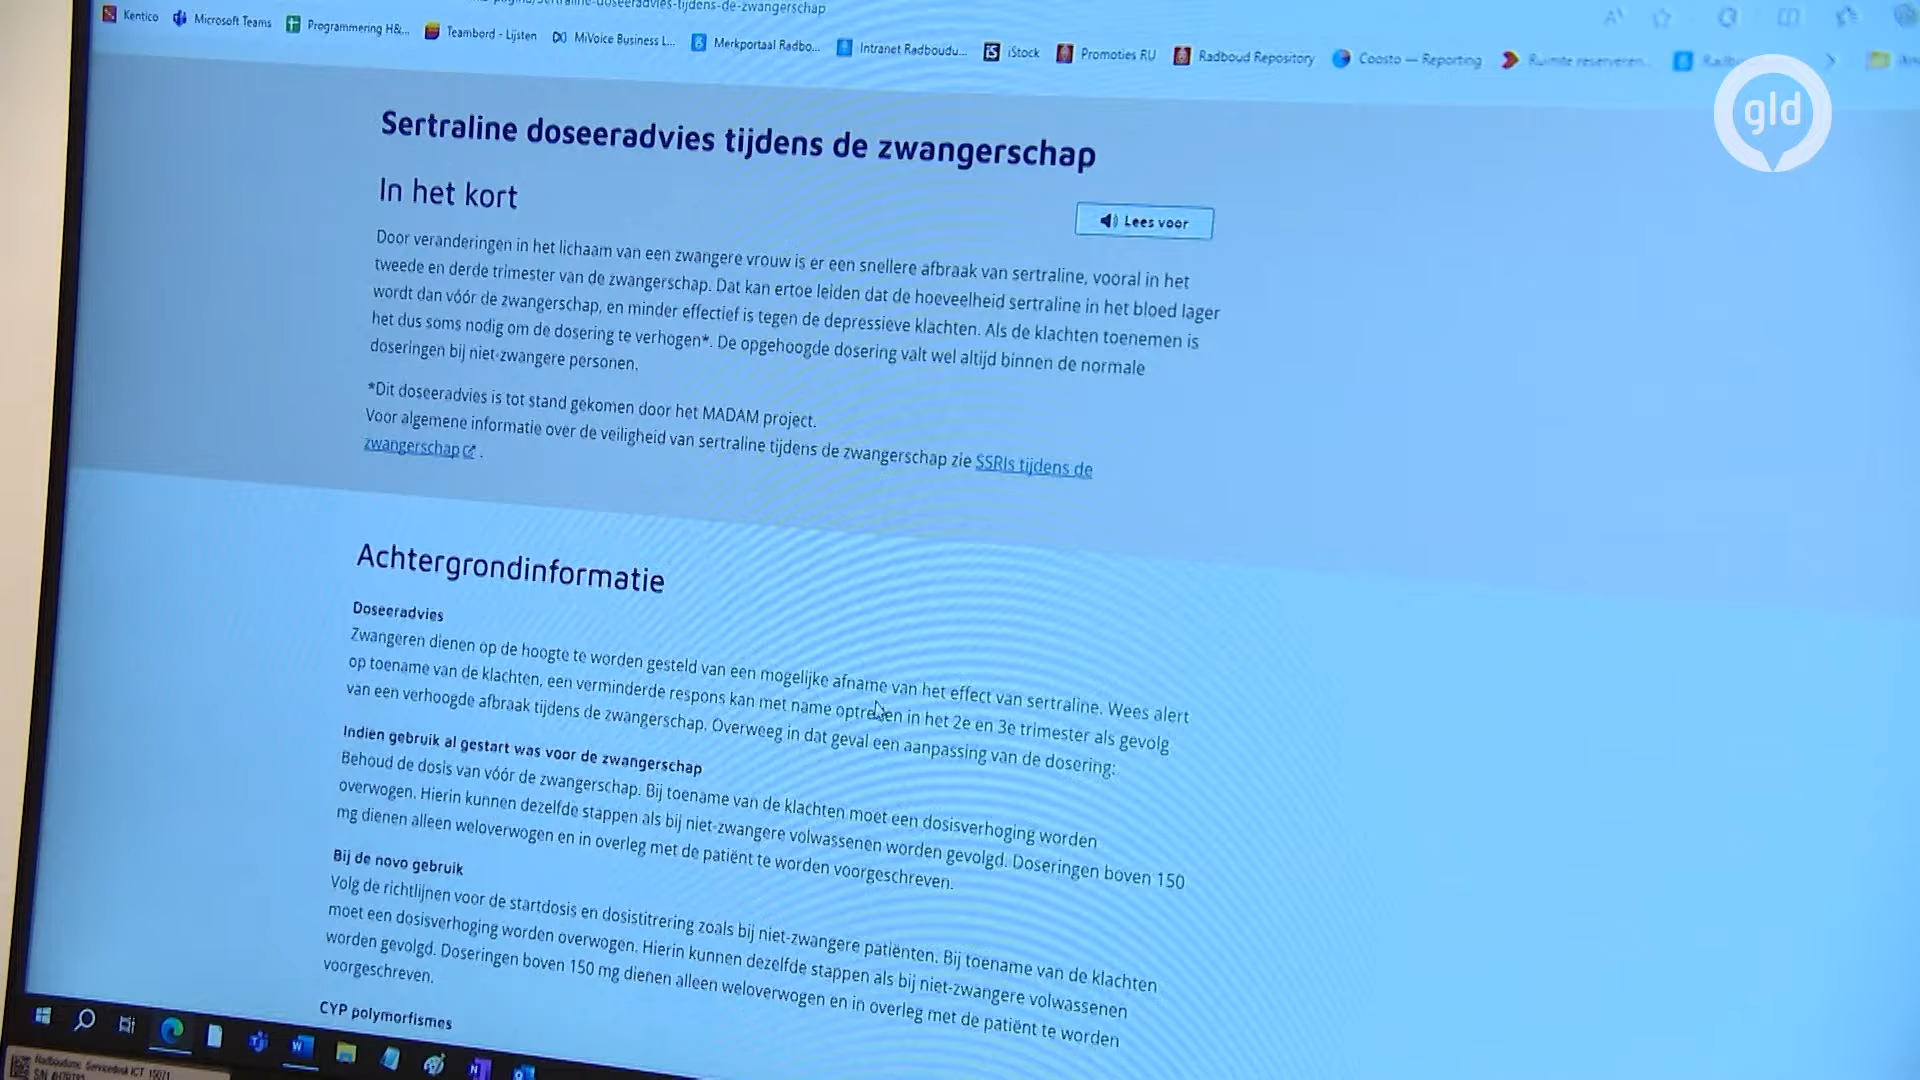 sertraline-doseeradvies-tijdens-de-zwangerschap
Kentico
Microsoft Teams
Programmering H&...
Teambord - Lijsten
MiVoice Business L...
Merkportaal Radbo...
Intranet Radboudu...
iS iStock
Promoties RU
Radboud Repository
Coosto — Reporting
Ruimte reserveren...
gld
Sertraline doseeradvies tijdens de zwangerschap
In het kort
Lees voor
Door veranderingen in het lichaam van een zwangere vrouw is er een snellere afbraak van sertraline, vooral in het
tweede en derde trimester van de zwangerschap. Dat kan ertoe leiden dat de hoeveelheid sertraline in het bloed lager
wordt dan vóór de zwangerschap, en minder effectief is tegen de depressieve klachten. Als de klachten toenemen is
het dus soms nodig om de dosering te verhogen*. De opgehoogde dosering valt wel altijd binnen de normale
doseringen bij niet-zwangere personen.
*Dit doseeradvies is tot stand gekomen door het MADAM project.
Voor algemene informatie over de veiligheid van sertraline tijdens de zwangerschap zie SSRIs tijdens de
zwangerschap .
Achtergrondinformatie
Doseeradvies
Zwangeren dienen op de hoogte te worden gesteld van een mogelijke afname van het effect van sertraline. Wees alert
op toename van de klachten, een verminderde respons kan met name optreden in het 2e en 3e trimester als gevolg
van een verhoogde afbraak tijdens de zwangerschap. Overweeg in dat geval een aanpassing van de dosering:
Indien gebruik al gestart was voor de zwangerschap
Behoud de dosis van vóór de zwangerschap. Bij toename van de klachten moet een dosisverhoging worden
overwogen. Hierin kunnen dezelfde stappen als bij niet-zwangere volwassenen worden gevolgd. Doseringen boven 150
mg dienen alleen weloverwogen en in overleg met de patiënt te worden voorgeschreven.
Bij de novo gebruik
Volg de richtlijnen voor de startdosis en dosistitrering zoals bij niet-zwangere patiënten. Bij toename van de klachten
moet een dosisverhoging worden overwogen. Hierin kunnen dezelfde stappen als bij niet-zwangere volwassenen
worden gevolgd. Doseringen boven 150 mg dienen alleen weloverwogen en in overleg met de patiënt te worden
voorgeschreven.
CYP polymorfismes
Radboudumc Servicedesk ICT